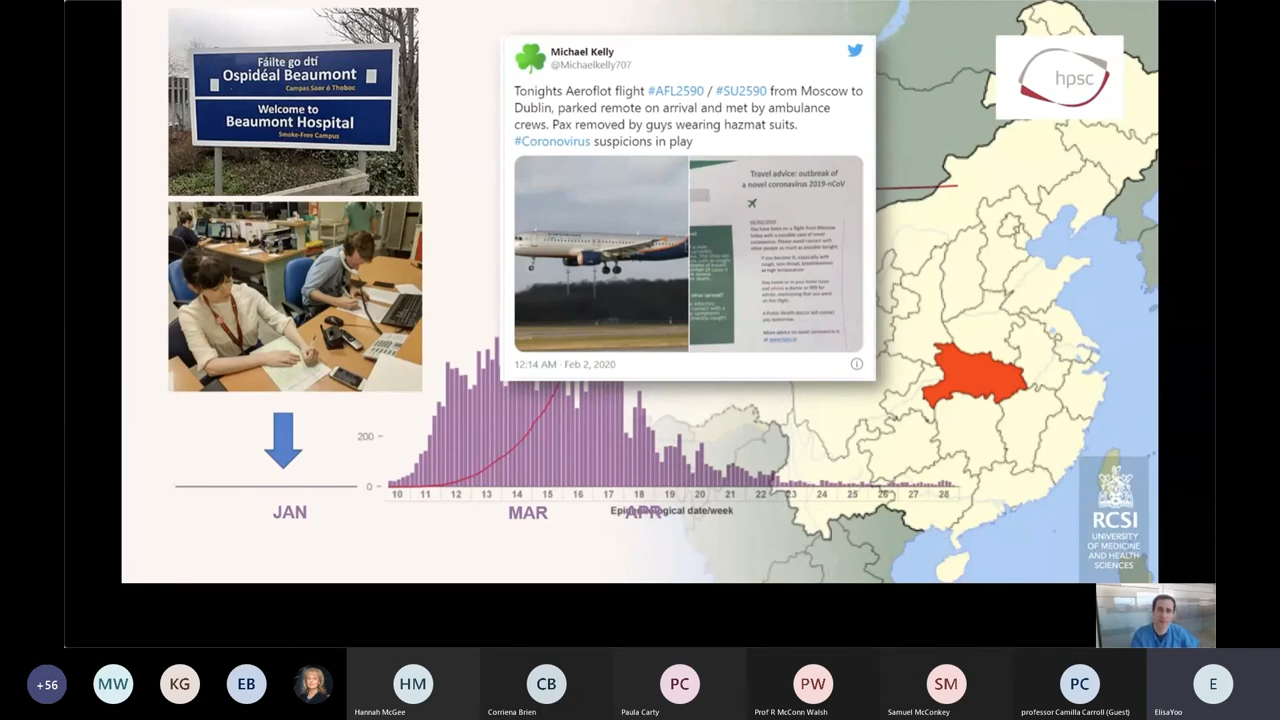 Fáilte go dtí
Ospidéal Beaumont
Campas Saor ó Thobac
Welcome to
Beaumont Hospital
Smoke-Free Campus
Michael Kelly
@Michaelkelly707
Tonights Aeroflot flight #AFL2590 / #SU2590 from Moscow to
Dublin, parked remote on arrival and met by ambulance
crews. Pax removed by guys wearing hazmat suits.
#Coronovirus suspicions in play
Travel advice: outbreak of
a novel coronavirus 2019-nCoV
12:14 AM · Feb 2, 2020
hpsc
200
0
10 11 12 13 14 15 16 17 18 19 20 21 22 23 24 25 26 27 28
Epidemiological date/week
JAN
MAR
APR
RCSI
UNIVERSITY
OF MEDICINE
AND HEALTH
SCIENCES
+56
MW
KG
EB
HM
Hannah McGee
CB
Corriena Brien
PC
Paula Carty
PW
Prof R McConn Walsh
SM
Samuel McConkey
PC
professor Camilla Carroll (Guest)
E
ElisaYoo